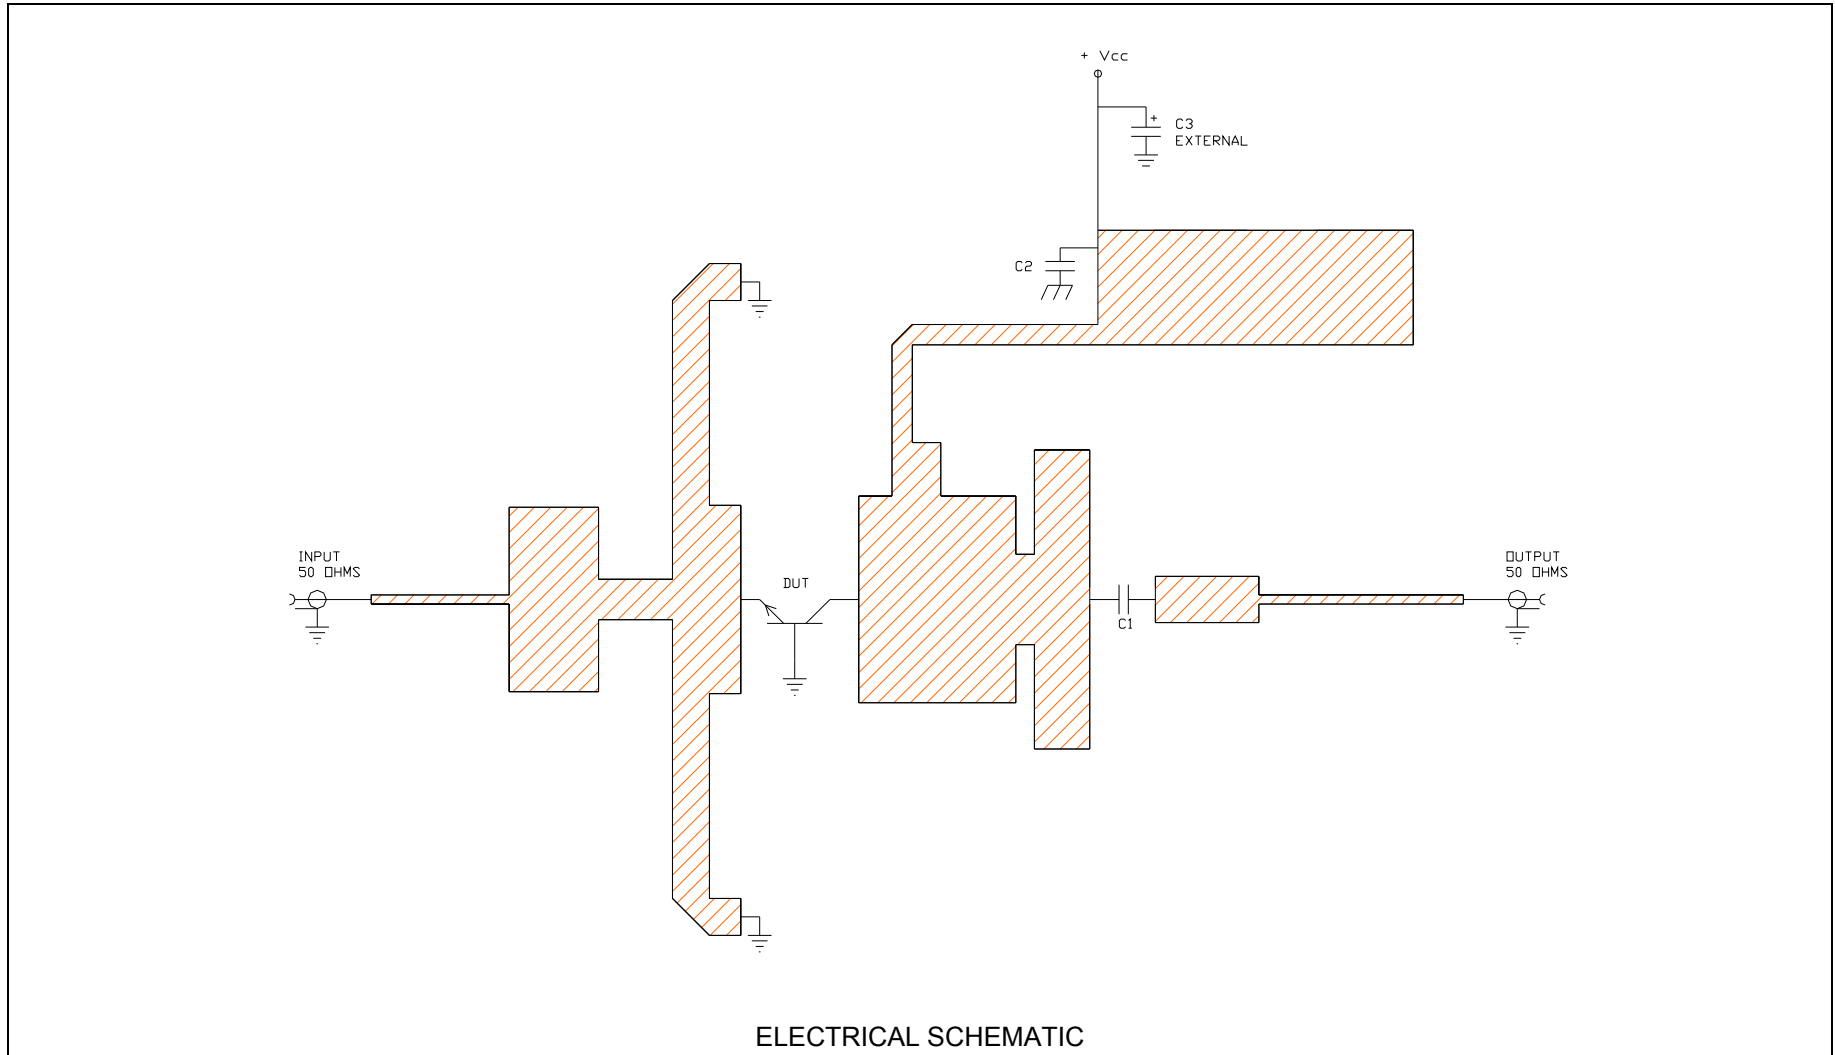 + Vcc
+
C3
EXTERNAL
C2
INPUT
50 OHMS
DUT
C1
OUTPUT
50 OHMS
ELECTRICAL SCHEMATIC